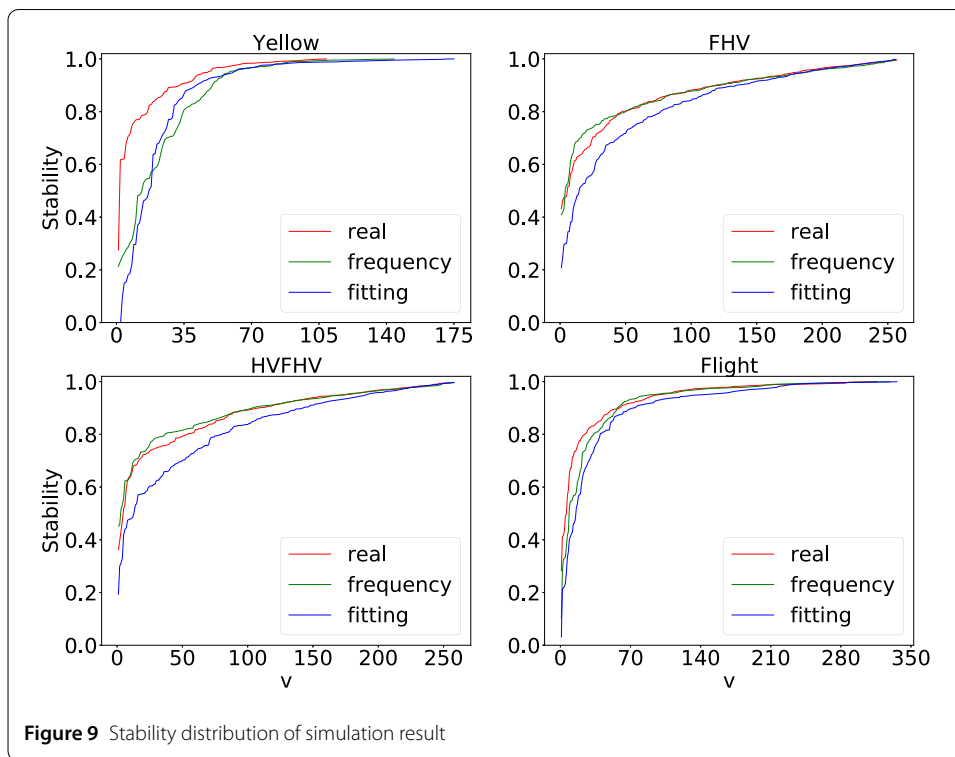 Yellow
FHV
Stability
1.0
0.8
0.6
0.4
0.2
0.0
real
frequency
fitting
0 35 70 105 140 175
1.0
0.8
0.6
0.4
0.2
0.0
real
frequency
fitting
0 50 100 150 200 250
HVFHV
Flight
Stability
1.0
0.8
0.6
0.4
0.2
0.0
real
frequency
fitting
0 50 100 150 200 250
v
1.0
0.8
0.6
0.4
0.2
0.0
real
frequency
fitting
0 70 140 210 280 350
v
Figure 9 Stability distribution of simulation result